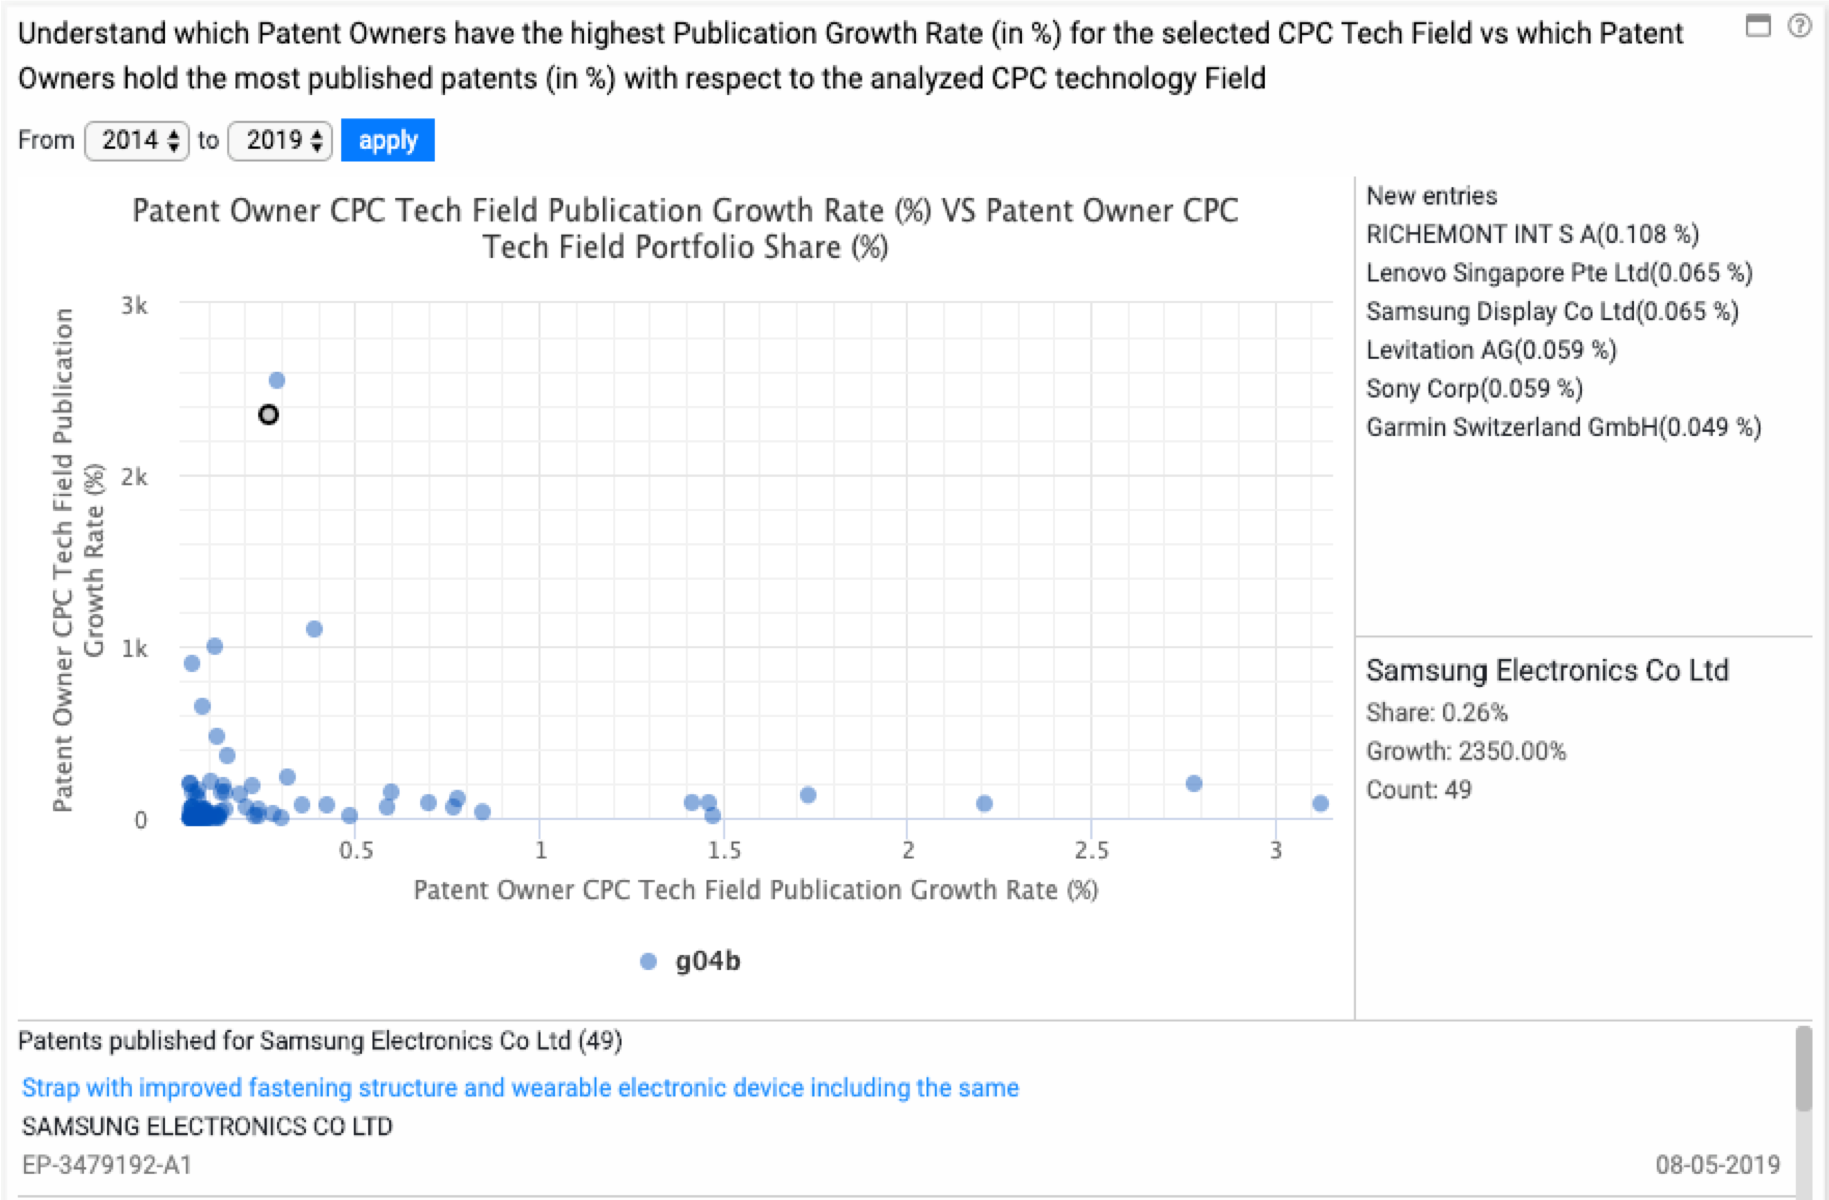 Understand which Patent Owners have the highest Publication Growth Rate (in %) for the selected CPC Tech Field vs which Patent
Owners hold the most published patents (in %) with respect to the analyzed CPC technology Field
From 2014 to 2019 apply
Patent Owner CPC Tech Field Publication Growth Rate (%) VS Patent Owner CPC
Tech Field Portfolio Share (%)
Patent Owner CPC Tech Field Publication
Growth Rate (%)
3k
2k
1k
0
0.5 1 1.5 2 2.5 3
Patent Owner CPC Tech Field Publication Growth Rate (%)
g04b
New entries
RICHEMONT INT S A(0.108 %)
Lenovo Singapore Pte Ltd(0.065 %)
Samsung Display Co Ltd(0.065 %)
Levitation AG(0.059 %)
Sony Corp(0.059 %)
Garmin Switzerland GmbH(0.049 %)
Samsung Electronics Co Ltd
Share: 0.26%
Growth: 2350.00%
Count: 49
Patents published for Samsung Electronics Co Ltd (49)
Strap with improved fastening structure and wearable electronic device including the same
SAMSUNG ELECTRONICS CO LTD
EP-3479192-A1 08-05-2019